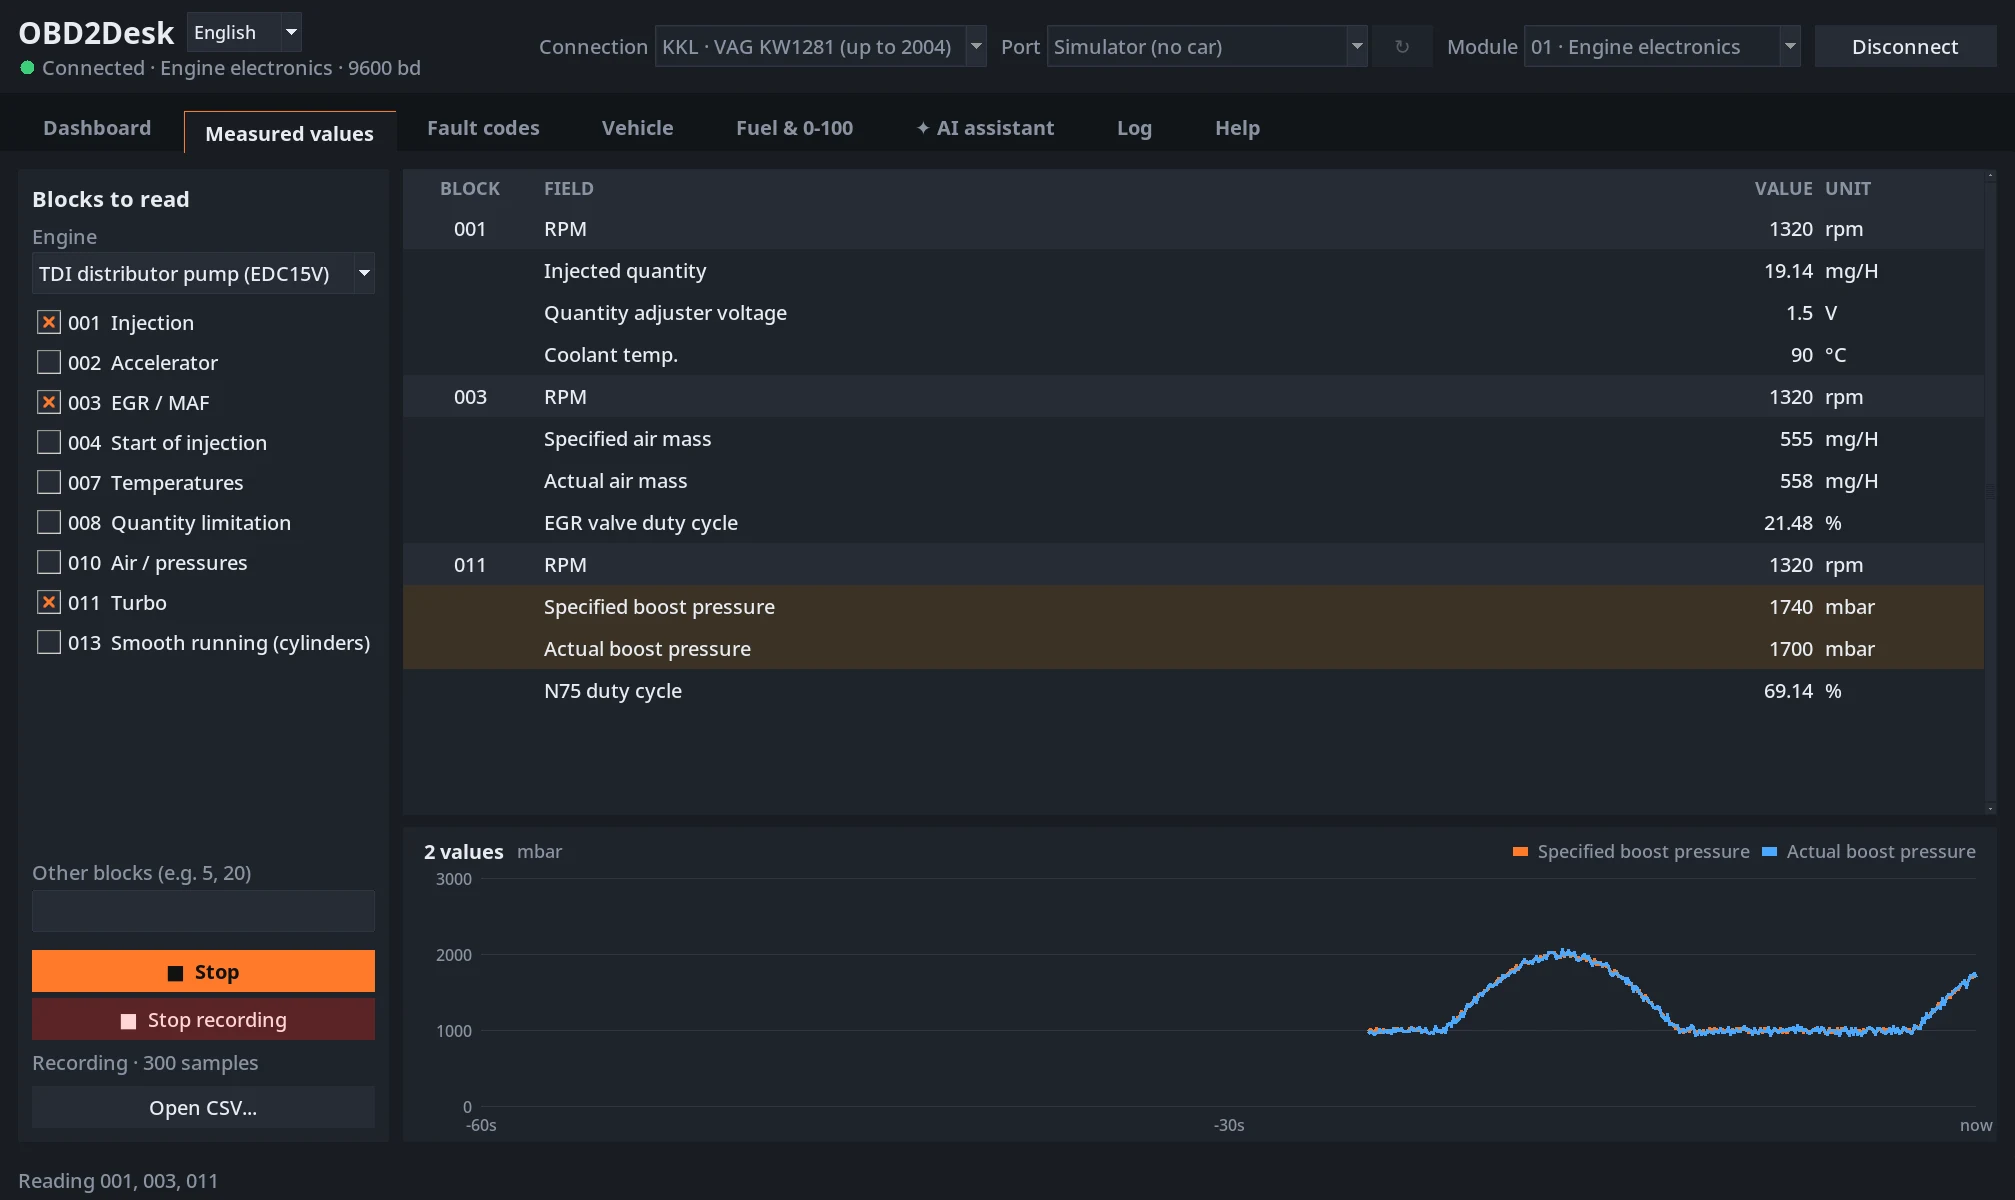 OBD2Desk English
Connected · Engine electronics · 9600 bd
Connection KKL · VAG KW1281 (up to 2004) Port Simulator (no car) ↻ Module 01 · Engine electronics Disconnect
Dashboard Measured values Fault codes Vehicle Fuel & 0-100 ✦ AI assistant Log Help
Blocks to read
Engine
TDI distributor pump (EDC15V)
001 Injection
002 Accelerator
003 EGR / MAF
004 Start of injection
007 Temperatures
008 Quantity limitation
010 Air / pressures
011 Turbo
013 Smooth running (cylinders)
Other blocks (e.g. 5, 20)
Stop
Stop recording
Recording · 300 samples
Open CSV...
BLOCK FIELD VALUE UNIT
001 RPM 1320 rpm
Injected quantity 19.14 mg/H
Quantity adjuster voltage 1.5 V
Coolant temp. 90 °C
003 RPM 1320 rpm
Specified air mass 555 mg/H
Actual air mass 558 mg/H
EGR valve duty cycle 21.48 %
011 RPM 1320 rpm
Specified boost pressure 1740 mbar
Actual boost pressure 1700 mbar
N75 duty cycle 69.14 %
2 values mbar Specified boost pressure Actual boost pressure
3000
2000
1000
0
-60s -30s now
Reading 001, 003, 011